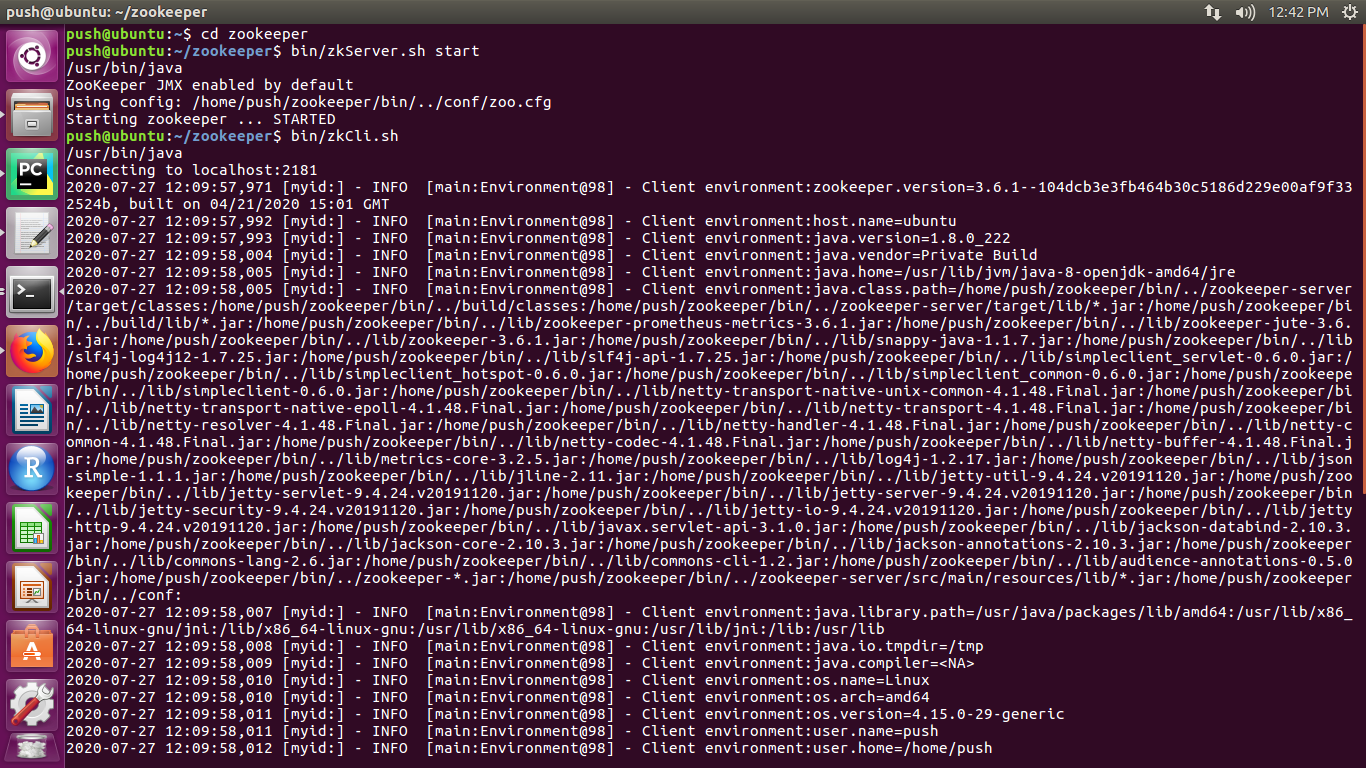 push@ubuntu: ~/zookeeper
12:42 PM
push@ubuntu:~$ cd zookeeper
push@ubuntu:~/zookeeper$ bin/zkServer.sh start
/usr/bin/java
ZooKeeper JMX enabled by default
Using config: /home/push/zookeeper/bin/../conf/zoo.cfg
Starting zookeeper ... STARTED
push@ubuntu:~/zookeeper$ bin/zkCli.sh
/usr/bin/java
Connecting to localhost:2181
2020-07-27 12:09:57,971 [myid:] - INFO  [main:Environment@98] - Client environment:zookeeper.version=3.6.1--104dcb3e3fb464b30c5186d229e00af9f33
2524b, built on 04/21/2020 15:01 GMT
2020-07-27 12:09:57,992 [myid:] - INFO  [main:Environment@98] - Client environment:host.name=ubuntu
2020-07-27 12:09:57,993 [myid:] - INFO  [main:Environment@98] - Client environment:java.version=1.8.0_222
2020-07-27 12:09:58,004 [myid:] - INFO  [main:Environment@98] - Client environment:java.vendor=Private Build
2020-07-27 12:09:58,005 [myid:] - INFO  [main:Environment@98] - Client environment:java.home=/usr/lib/jvm/java-8-openjdk-amd64/jre
2020-07-27 12:09:58,005 [myid:] - INFO  [main:Environment@98] - Client environment:java.class.path=/home/push/zookeeper/bin/../zookeeper-server
/target/classes:/home/push/zookeeper/bin/../build/classes:/home/push/zookeeper/bin/../zookeeper-server/target/lib/*.jar:/home/push/zookeeper/bi
n/../build/lib/*.jar:/home/push/zookeeper/bin/../lib/zookeeper-prometheus-metrics-3.6.1.jar:/home/push/zookeeper/bin/../lib/zookeeper-jute-3.6.
1.jar:/home/push/zookeeper/bin/../lib/zookeeper-3.6.1.jar:/home/push/zookeeper/bin/../lib/snappy-java-1.1.7.jar:/home/push/zookeeper/bin/../lib
/slf4j-log4j12-1.7.25.jar:/home/push/zookeeper/bin/../lib/slf4j-api-1.7.25.jar:/home/push/zookeeper/bin/../lib/simpleclient_servlet-0.6.0.jar:/
home/push/zookeeper/bin/../lib/simpleclient_hotspot-0.6.0.jar:/home/push/zookeeper/bin/../lib/simpleclient_common-0.6.0.jar:/home/push/zookeepe
r/bin/../lib/simpleclient-0.6.0.jar:/home/push/zookeeper/bin/../lib/netty-transport-native-unix-common-4.1.48.Final.jar:/home/push/zookeeper/bi
n/../lib/netty-transport-native-epoll-4.1.48.Final.jar:/home/push/zookeeper/bin/../lib/netty-transport-4.1.48.Final.jar:/home/push/zookeeper/bi
n/../lib/netty-resolver-4.1.48.Final.jar:/home/push/zookeeper/bin/../lib/netty-handler-4.1.48.Final.jar:/home/push/zookeeper/bin/../lib/netty-c
ommon-4.1.48.Final.jar:/home/push/zookeeper/bin/../lib/netty-codec-4.1.48.Final.jar:/home/push/zookeeper/bin/../lib/netty-buffer-4.1.48.Final.j
ar:/home/push/zookeeper/bin/../lib/metrics-core-3.2.5.jar:/home/push/zookeeper/bin/../lib/log4j-1.2.17.jar:/home/push/zookeeper/bin/../lib/json
-simple-1.1.1.jar:/home/push/zookeeper/bin/../lib/jline-2.11.jar:/home/push/zookeeper/bin/../lib/jetty-util-9.4.24.v20191120.jar:/home/push/zoo
keeper/bin/../lib/jetty-servlet-9.4.24.v20191120.jar:/home/push/zookeeper/bin/../lib/jetty-server-9.4.24.v20191120.jar:/home/push/zookeeper/bin
/../lib/jetty-security-9.4.24.v20191120.jar:/home/push/zookeeper/bin/../lib/jetty-io-9.4.24.v20191120.jar:/home/push/zookeeper/bin/../lib/jetty
-http-9.4.24.v20191120.jar:/home/push/zookeeper/bin/../lib/javax.servlet-api-3.1.0.jar:/home/push/zookeeper/bin/../lib/jackson-databind-2.10.3.
jar:/home/push/zookeeper/bin/../lib/jackson-core-2.10.3.jar:/home/push/zookeeper/bin/../lib/jackson-annotations-2.10.3.jar:/home/push/zookeeper
/bin/../lib/commons-lang-2.6.jar:/home/push/zookeeper/bin/../lib/commons-cli-1.2.jar:/home/push/zookeeper/bin/../lib/audience-annotations-0.5.0
.jar:/home/push/zookeeper/bin/../zookeeper-*.jar:/home/push/zookeeper/bin/../zookeeper-server/src/main/resources/lib/*.jar:/home/push/zookeeper
/bin/../conf:
2020-07-27 12:09:58,007 [myid:] - INFO  [main:Environment@98] - Client environment:java.library.path=/usr/java/packages/lib/amd64:/usr/lib/x86_
64-linux-gnu/jni:/lib/x86_64-linux-gnu:/usr/lib/x86_64-linux-gnu:/usr/lib/jni:/lib:/usr/lib
2020-07-27 12:09:58,008 [myid:] - INFO  [main:Environment@98] - Client environment:java.io.tmpdir=/tmp
2020-07-27 12:09:58,009 [myid:] - INFO  [main:Environment@98] - Client environment:java.compiler=<NA>
2020-07-27 12:09:58,010 [myid:] - INFO  [main:Environment@98] - Client environment:os.name=Linux
2020-07-27 12:09:58,010 [myid:] - INFO  [main:Environment@98] - Client environment:os.arch=amd64
2020-07-27 12:09:58,011 [myid:] - INFO  [main:Environment@98] - Client environment:os.version=4.15.0-29-generic
2020-07-27 12:09:58,011 [myid:] - INFO  [main:Environment@98] - Client environment:user.name=push
2020-07-27 12:09:58,012 [myid:] - INFO  [main:Environment@98] - Client environment:user.home=/home/push
PC
R